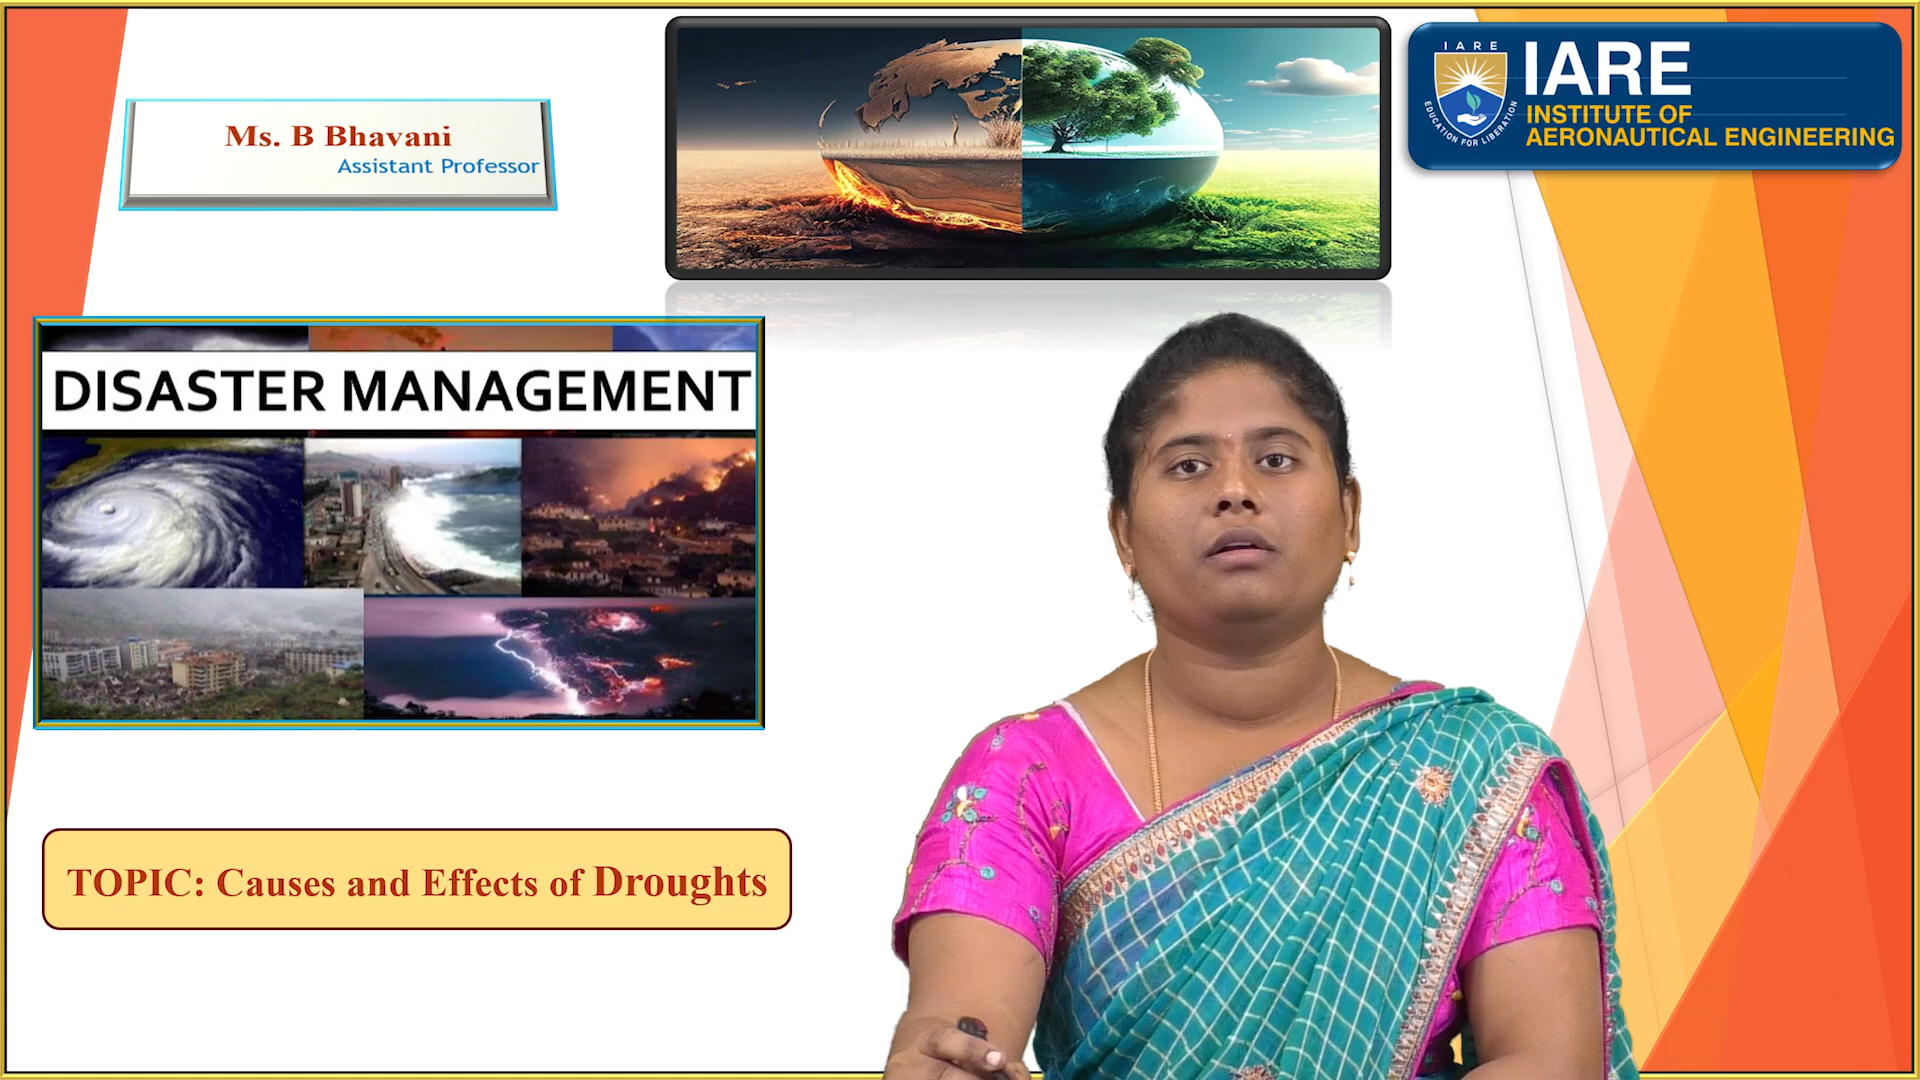 Ms. B Bhavani
Assistant Professor
IARE
EDUCATION FOR LIBERATION
IARE
INSTITUTE OF
AERONAUTICAL ENGINEERING
DISASTER MANAGEMENT
TOPIC: Causes and Effects of Droughts